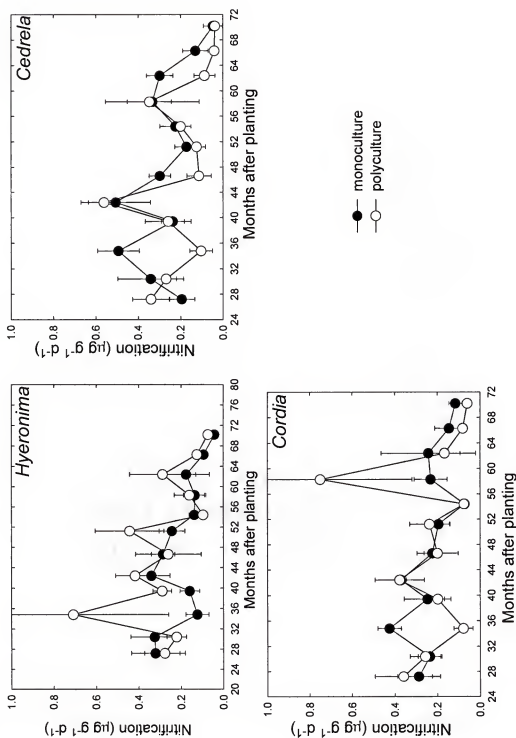 Hyeronima
Nitrification (µg g-1 d-1)
1.0
0.8
0.6
0.4
0.2
0.0
20 24 28 32 36 40 44 48 52 56 60 64 68 72 76 80
Months after planting
Cedrela
Nitrification (µg g-1 d-1)
1.0
0.8
0.6
0.4
0.2
0.0
24 28 32 36 40 44 48 52 56 60 64 68 72
Months after planting
Cordia
Nitrification (µg g-1 d-1)
1.0
0.8
0.6
0.4
0.2
0.0
24 28 32 36 40 44 48 52 56 60 64 68 72
Months after planting
monoculture
polyculture